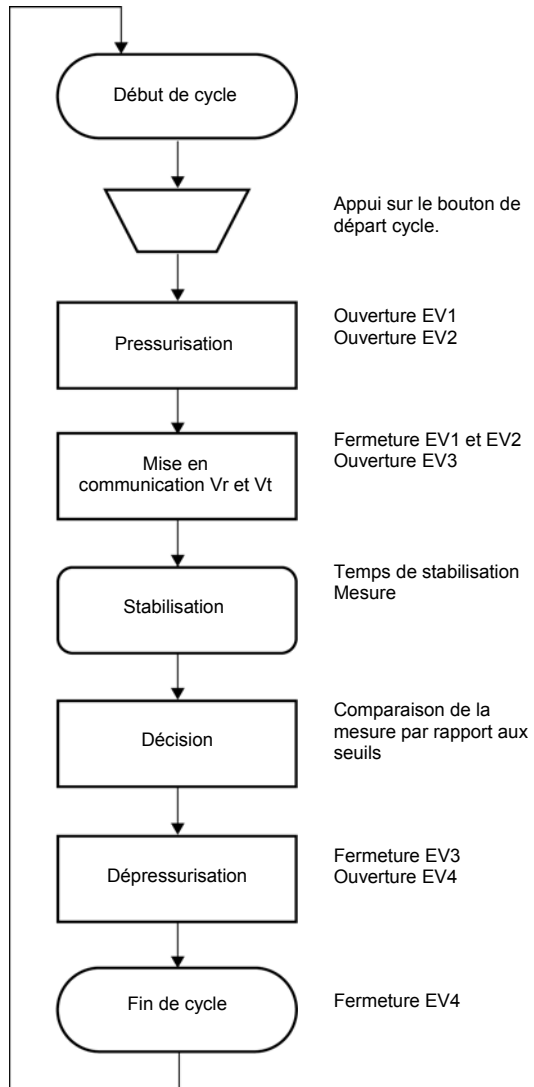 Début de cycle
Appui sur le bouton de
départ cycle.
Pressurisation
Ouverture EV1
Ouverture EV2
Mise en
communication Vr et Vt
Fermeture EV1 et EV2
Ouverture EV3
Stabilisation
Temps de stabilisation
Mesure
Décision
Comparaison de la
mesure par rapport aux
seuils
Dépressurisation
Fermeture EV3
Ouverture EV4
Fin de cycle
Fermeture EV4